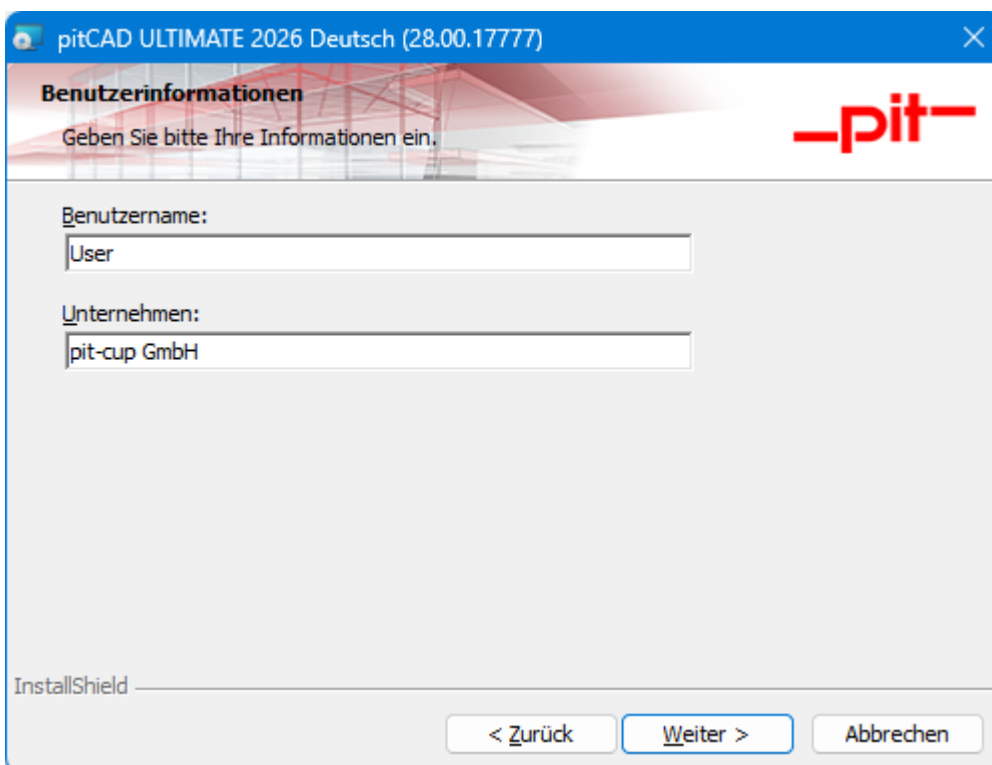 pitCAD ULTIMATE 2026 Deutsch (28.00.17777)
Benutzerinformationen
Geben Sie bitte Ihre Informationen ein.
pit
Benutzername:
User
Unternehmen:
pit-cup GmbH
InstallShield
< Zurück
Weiter >
Abbrechen